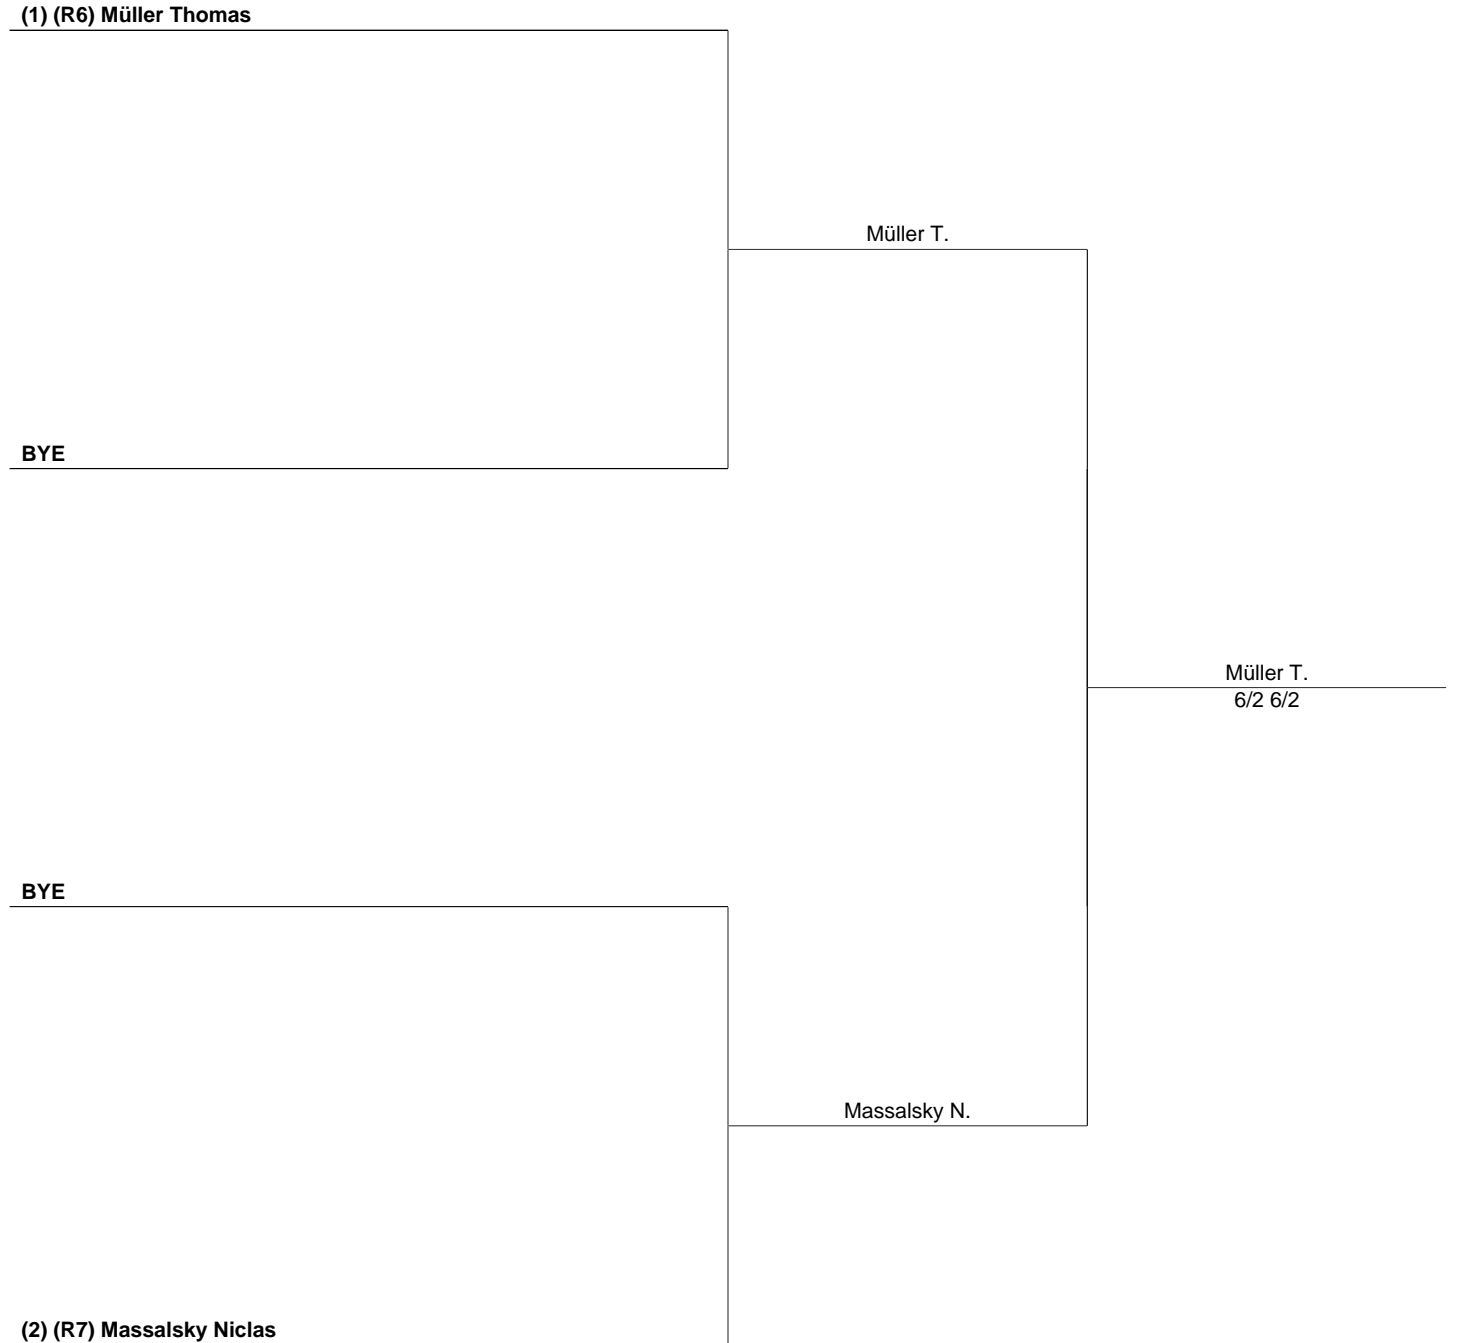 (1) (R6) Müller Thomas
Müller T.
BYE
Müller T.
6/2 6/2
BYE
Massalsky N.
(2) (R7) Massalsky Niclas